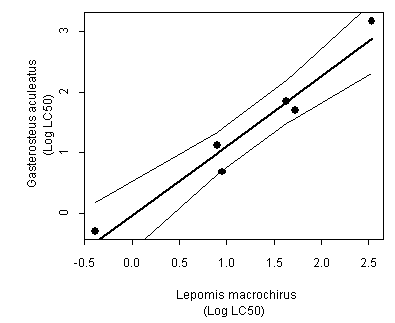 Gasterosteus aculeatus
(Log LC50)
3
2
1
0
-0.5 0.0 0.5 1.0 1.5 2.0 2.5
Lepomis macrochirus
(Log LC50)